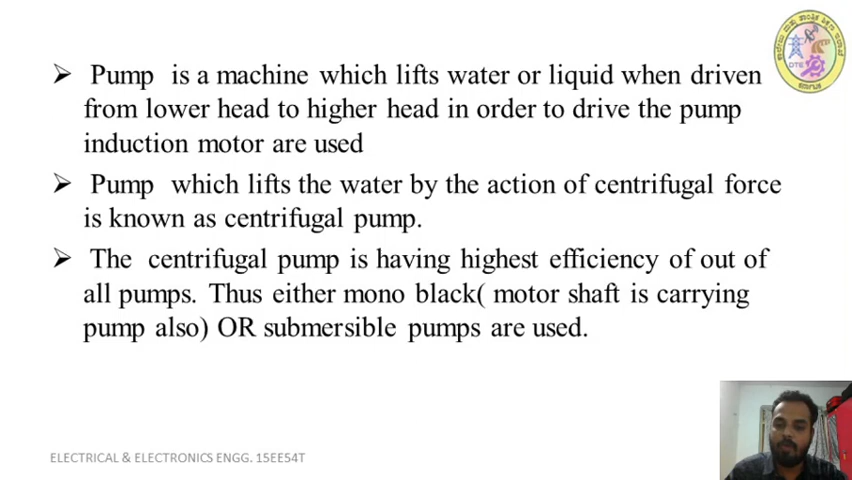 Pump is a machine which lifts water or liquid when driven
from lower head to higher head in order to drive the pump
induction motor are used
Pump which lifts the water by the action of centrifugal force
is known as centrifugal pump.
The centrifugal pump is having highest efficiency of out of
all pumps. Thus either mono black( motor shaft is carrying
pump also) OR submersible pumps are used.
ELECTRICAL & ELECTRONICS ENGG. 15EE54T
DTE